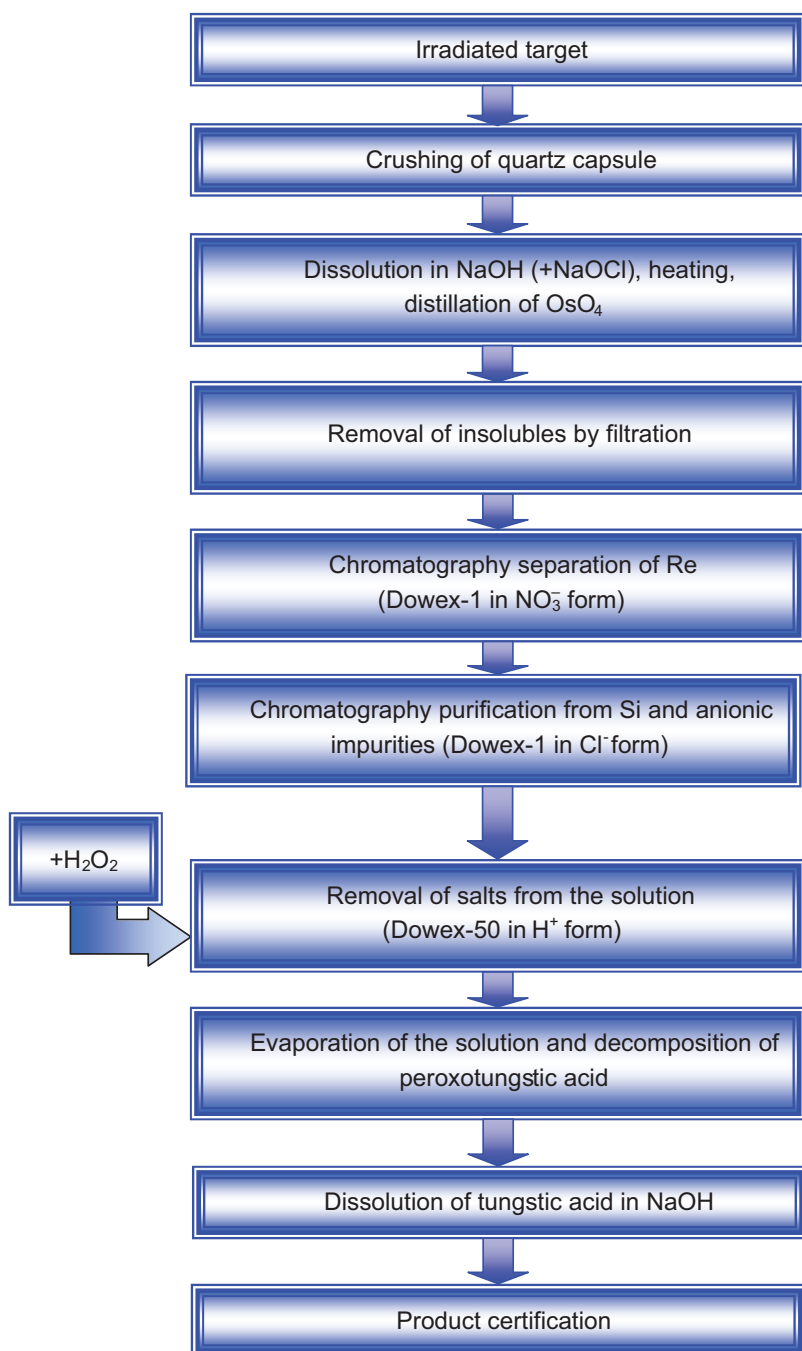 Irradiated target
Crushing of quartz capsule
Dissolution in NaOH (+NaOCl), heating,
distillation of OsO₄
Removal of insolubles by filtration
Chromatography separation of Re
(Dowex-1 in NO₃⁻ form)
Chromatography purification from Si and anionic
impurities (Dowex-1 in Cl⁻ form)
+H₂O₂
Removal of salts from the solution
(Dowex-50 in H⁺ form)
Evaporation of the solution and decomposition of
peroxotungstic acid
Dissolution of tungstic acid in NaOH
Product certification